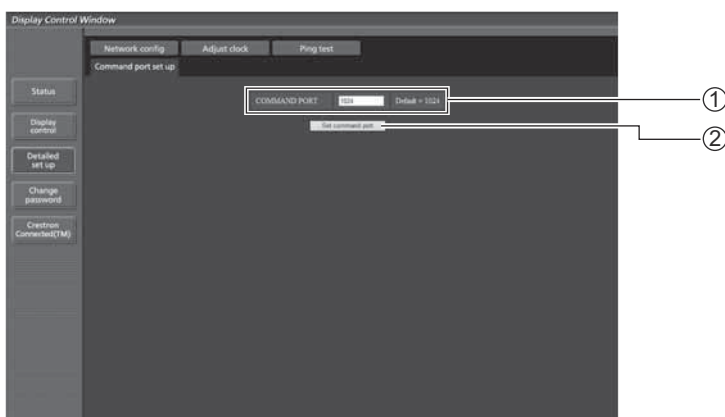 Display Control Window
Network config Adjust clock Ping test
Command port set up
Status
COMMAND PORT 1024 Default = 1024 ①
Set command port ②
Display
control
Detailed
set up
Change
password
Crestron
Connected(TM)